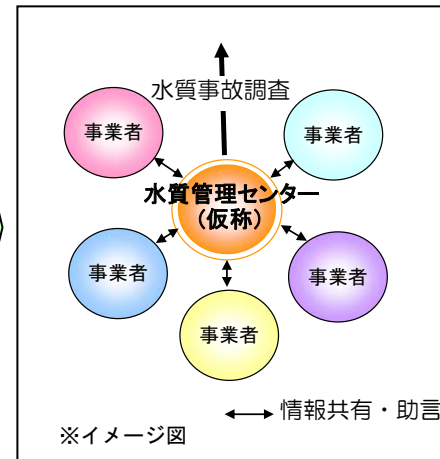 水質事故調査
事業者
事業者
水質管理センター
（仮称）
事業者
事業者
事業者
情報共有・助言
※イメージ図